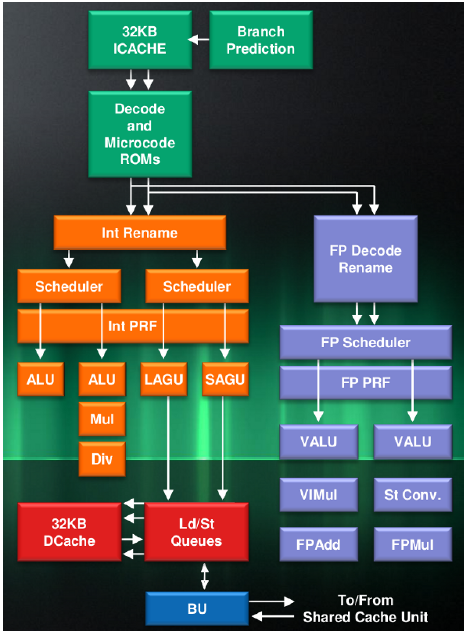 32KB
ICACHE
Branch
Prediction
Decode
and
Microcode
ROMs
Int Rename
FP Decode
Rename
Scheduler
Scheduler
Int PRF
FP Scheduler
FP PRF
ALU
ALU
LAGU
SAGU
Mul
Div
VALU
VALU
VIMul
St Conv.
32KB
DCache
Ld/St
Queues
FPAdd
FPMul
BU
To/From
Shared Cache Unit